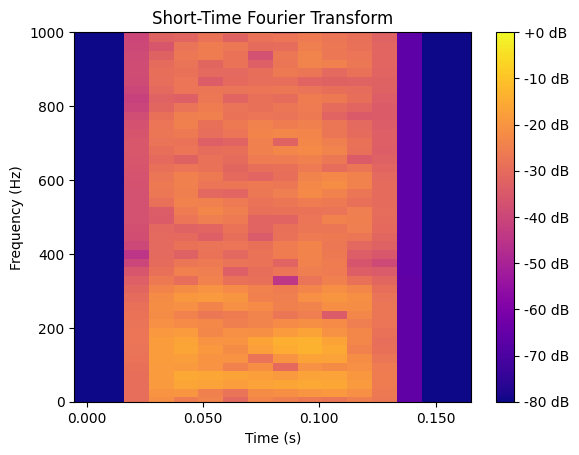 Short-Time Fourier Transform
1000
800
600
400
200
0
Frequency (Hz)
0.000
0.050
0.100
0.150
Time (s)
+0 dB
-10 dB
-20 dB
-30 dB
-40 dB
-50 dB
-60 dB
-70 dB
-80 dB